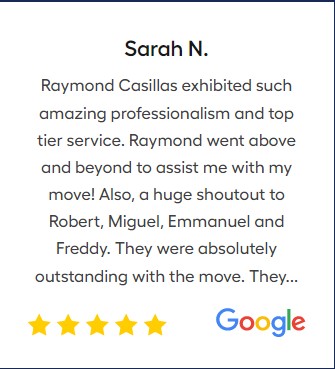 Sarah N.
Raymond Casillas exhibited such
amazing professionalism and top
tier service. Raymond went above
and beyond to assist me with my
move! Also, a huge shoutout to
Robert, Miguel, Emmanuel and
Freddy. They were absolutely
outstanding with the move. They...
Google